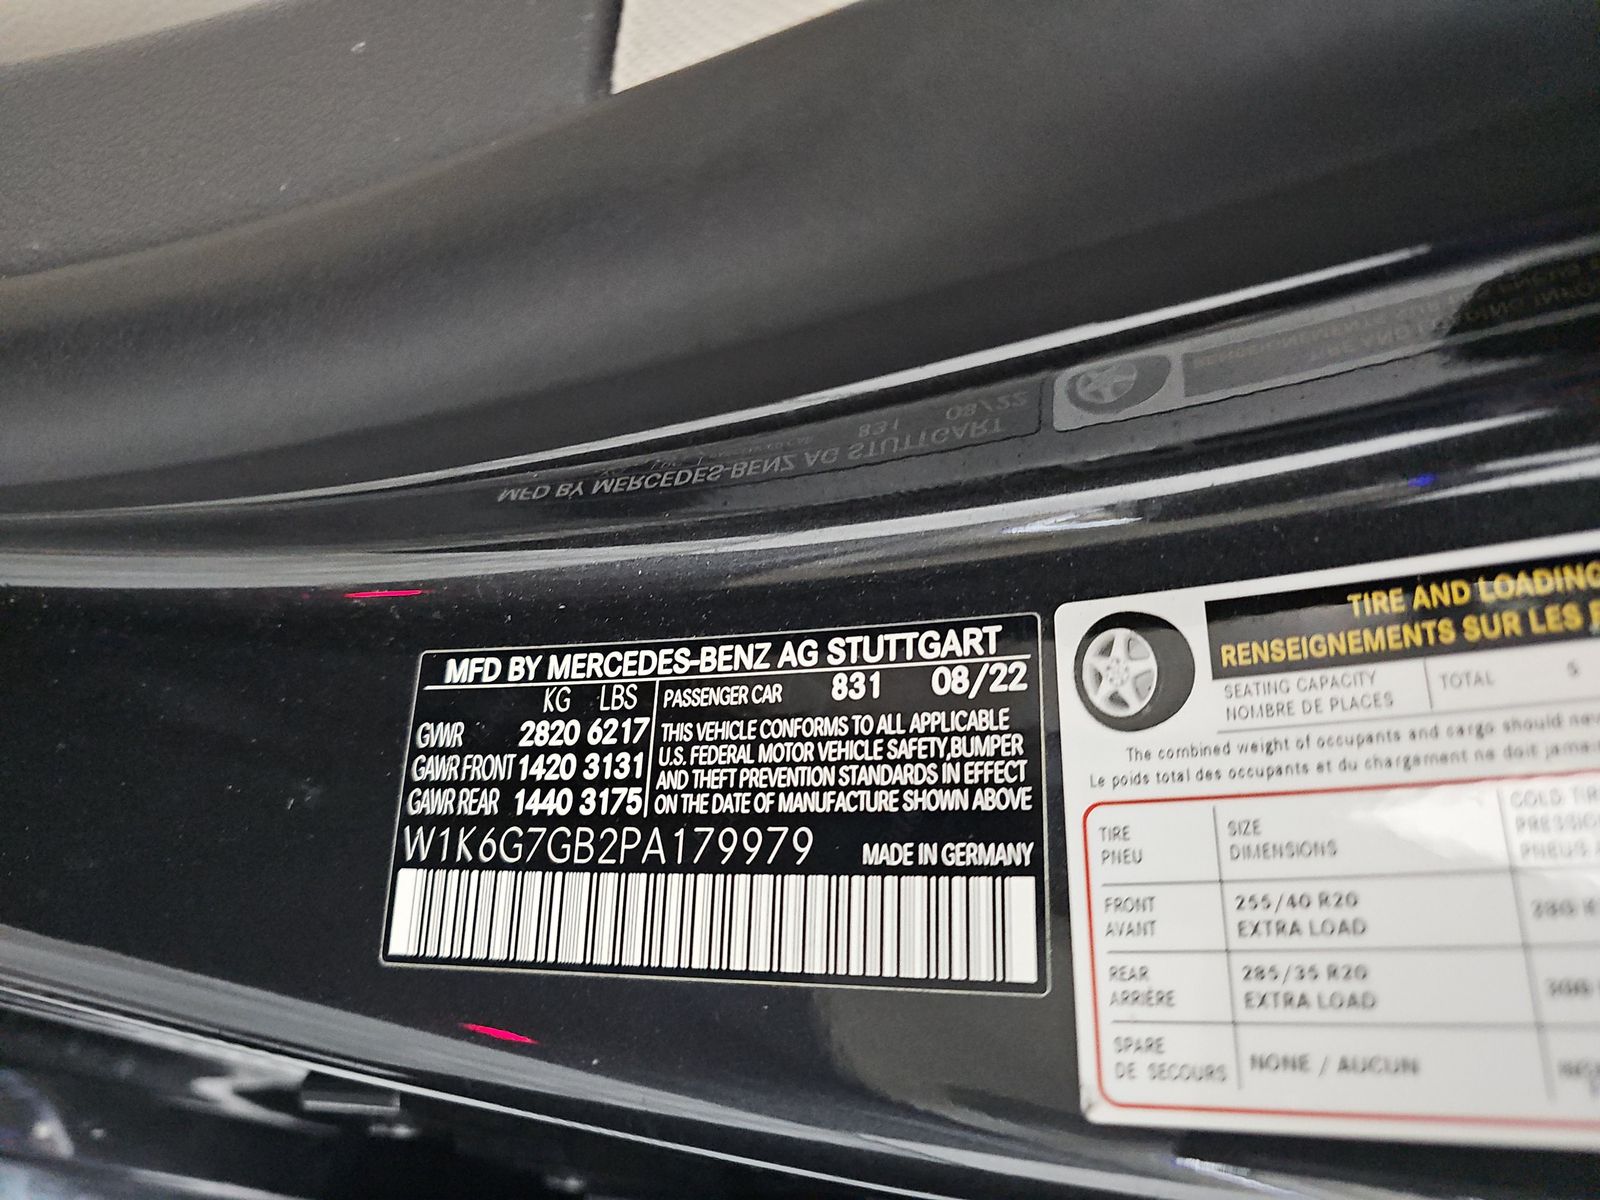 MFD BY MERCEDES-BENZ AG STUTTGART
KG LBS
GVWR 2820 6217
GAWR FRONT 1420 3131
GAWR REAR 1440 3175
PASSENGER CAR 831 08/22
THIS VEHICLE CONFORMS TO ALL APPLICABLE
U.S. FEDERAL MOTOR VEHICLE SAFETY,BUMPER
AND THEFT PREVENTION STANDARDS IN EFFECT
ON THE DATE OF MANUFACTURE SHOWN ABOVE
W1K6G7GB2PA179979
MADE IN GERMANY
TIRE AND LOADING
RENSEIGNEMENTS SUR LES
SEATING CAPACITY
NOMBRE DE PLACES
TOTAL 5
The combined weight of occupants and cargo should
Le poids total des occupants et du chargement ne doit
TIRE
PNEU
SIZE
DIMENSIONS
COLD
FRONT
AVANT
255/40 R20
EXTRA LOAD
REAR
ARRIÈRE
285/35 R20
EXTRA LOAD
SPARE
DE SECOURS
NONE / AUCUN